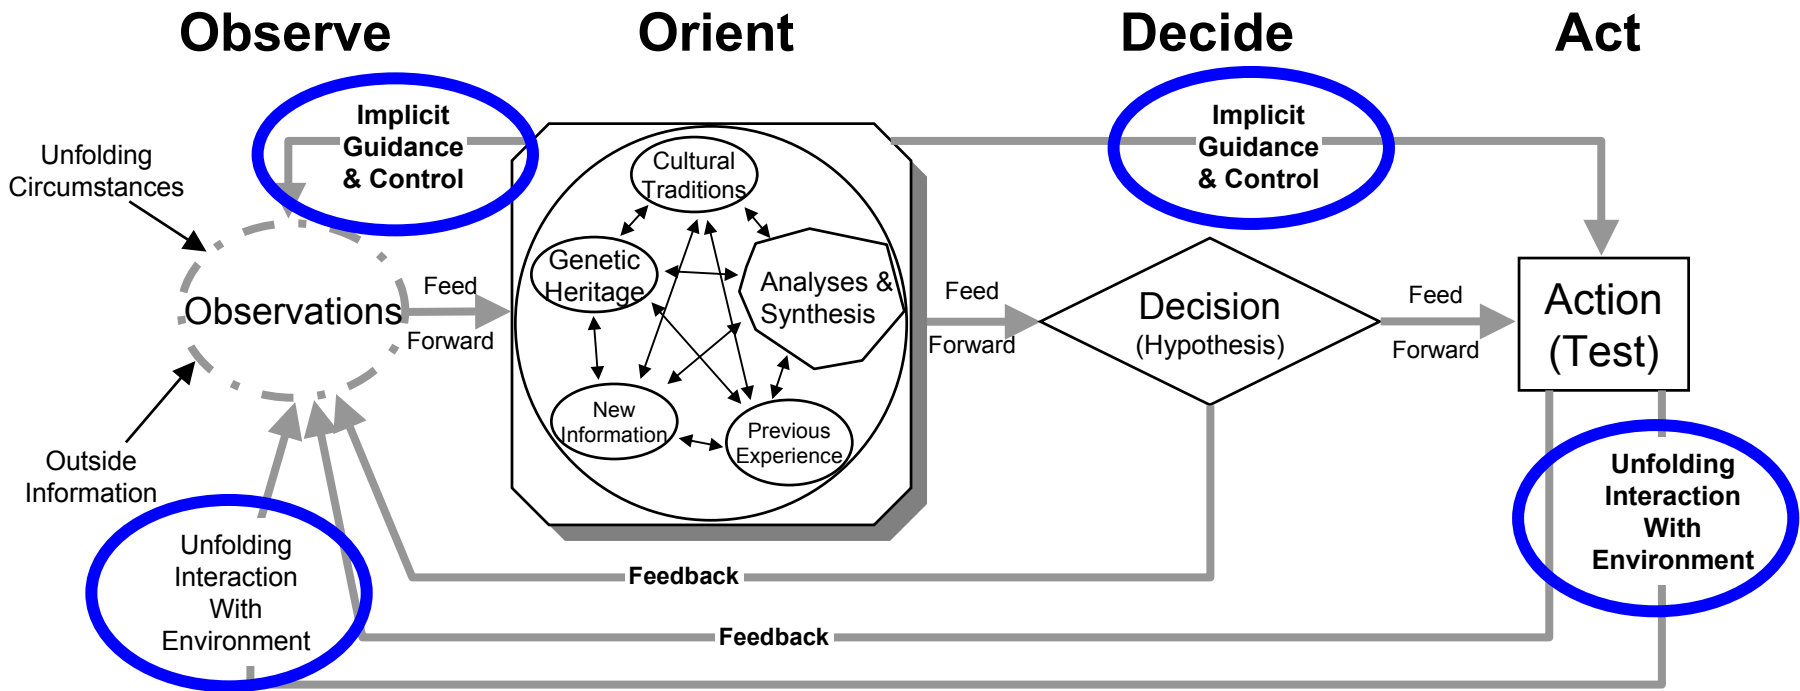 Observe
Orient
Decide
Act
Implicit
Guidance
& Control
Implicit
Guidance
& Control
Unfolding
Circumstances
Cultural
Traditions
Genetic
Heritage
Analyses &
Synthesis
New
Information
Previous
Experience
Observations
Feed
Forward
Feed
Forward
Decision
(Hypothesis)
Feed
Forward
Action
(Test)
Outside
Information
Unfolding
Interaction
With
Environment
Unfolding
Interaction
With
Environment
Feedback
Feedback